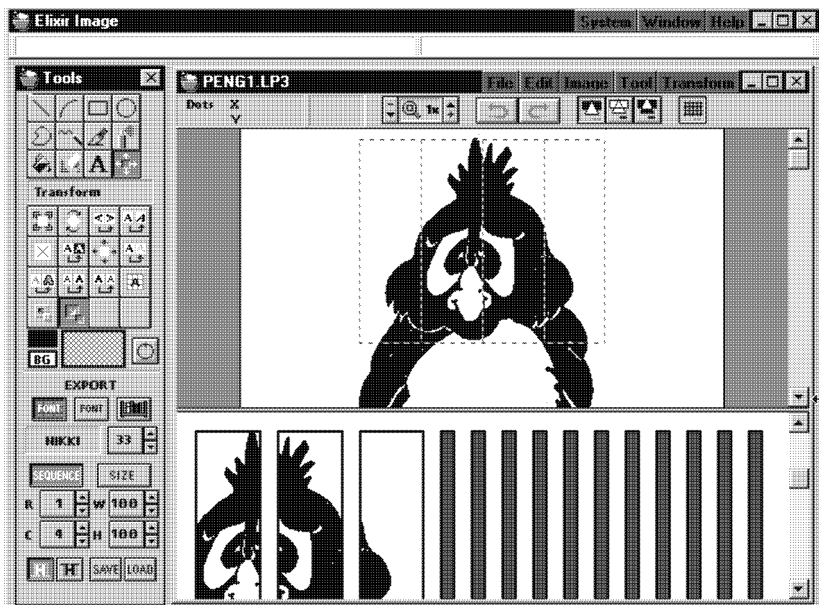 Elixir Image
System Window Help
Tools
PENG1.LP3
File Edit Image Tool Transform
Dots X
Y
1x
A
Transform
BG
EXPORT
FONT FONT
NIKKI 33
SEQUENCE SIZE
R 1 W 100
C 4 H 100
H H SAVE LOAD